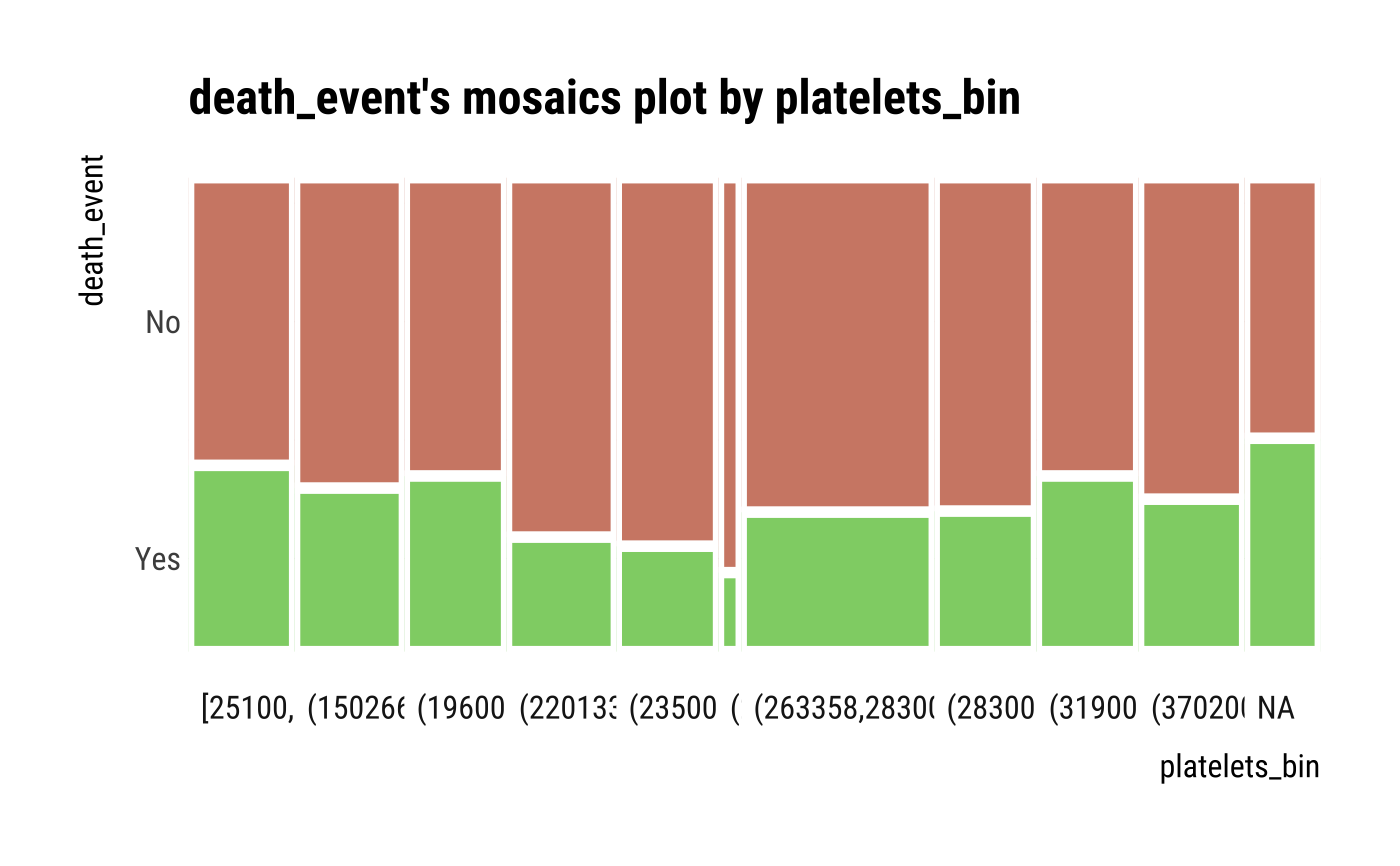 death_event's mosaics plot by platelets_bin
death_event
No
Yes
[25100, (150266 (19600 (220133 (23500 ( (263358,28300 (28300 (31900 (370200 NA
platelets_bin